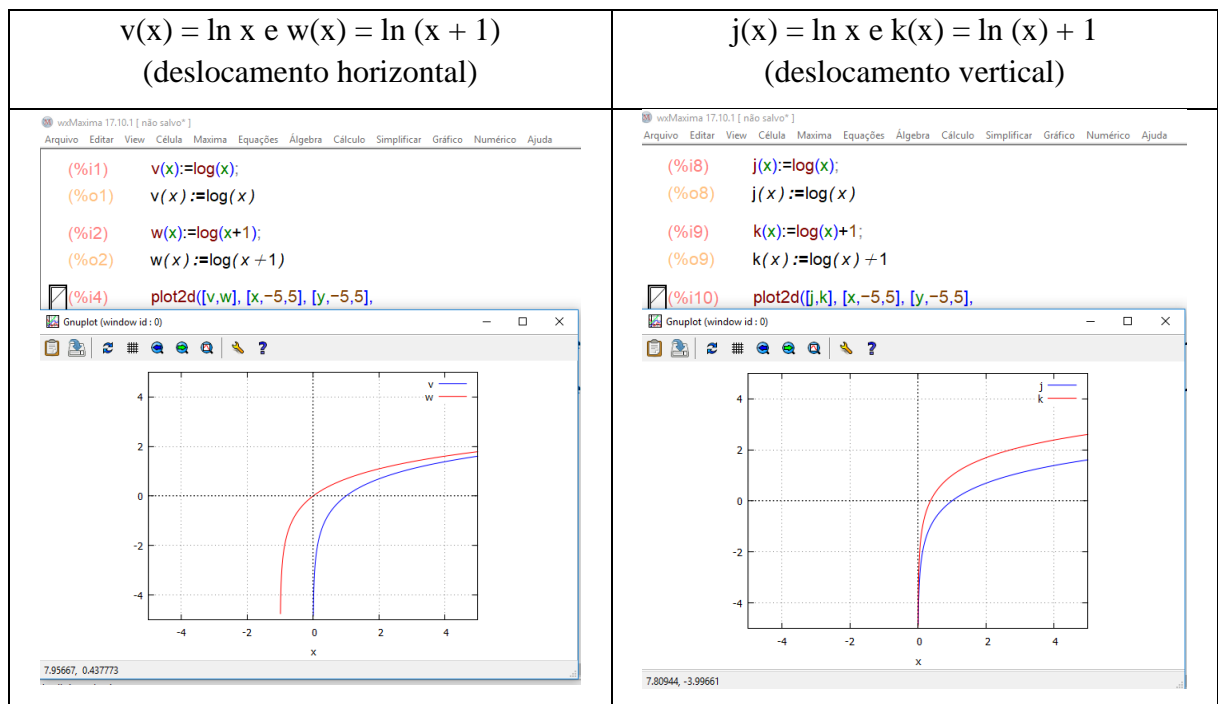 v(x) = ln x e w(x) = ln (x + 1)
(deslocamento horizontal)
wxMaxima 17.10.1 [ não salvo* ]
Arquivo Editar View Célula Maxima Equações Álgebra Cálculo Simplificar Gráfico Numérico Ajuda
(%i1) v(x):=log(x);
(%o1) v(x):=log(x)
(%i2) w(x):=log(x+1);
(%o2) w(x):=log(x+1)
(%i4) plot2d([v,w], [x,−5,5], [y,−5,5],
Gnuplot (window id : 0)
v
w
4
2
0
-2
-4
-4 -2 0 2 4
x
7.95667, 0.437773
j(x) = ln x e k(x) = ln (x) + 1
(deslocamento vertical)
wxMaxima 17.10.1 [ não salvo* ]
Arquivo Editar View Célula Maxima Equações Álgebra Cálculo Simplificar Gráfico Numérico Ajuda
(%i8) j(x):=log(x);
(%o8) j(x):=log(x)
(%i9) k(x):=log(x)+1;
(%o9) k(x):=log(x)+1
(%i10) plot2d([j,k], [x,−5,5], [y,−5,5],
Gnuplot (window id : 0)
j
k
4
2
0
-2
-4
-4 -2 0 2 4
x
7.80944, -3.99661